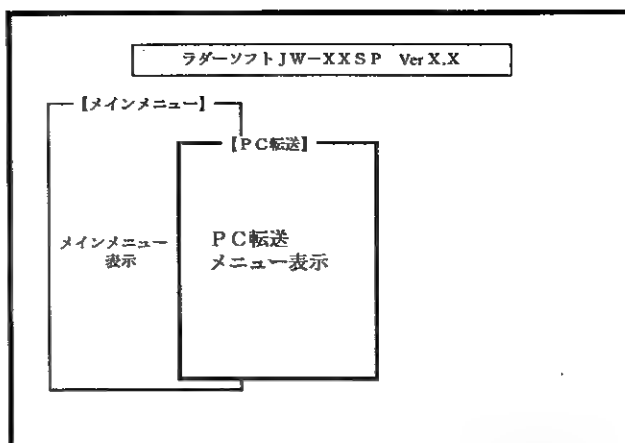 ラダーソフトJW-XXSP Ver X.X
【メインメニュー】
【PC転送】
メインメニュー
表示
PC転送
メニュー表示